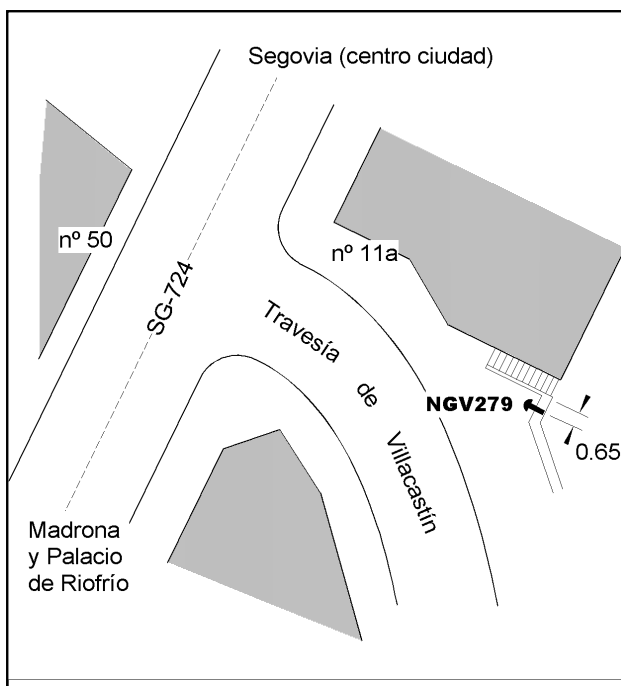 Segovia (centro ciudad)
nº 50
nº 11a
SG-724
Travesía
de
Villacastín
NGV279
0.65
Madrona
y Palacio
de Riofrío